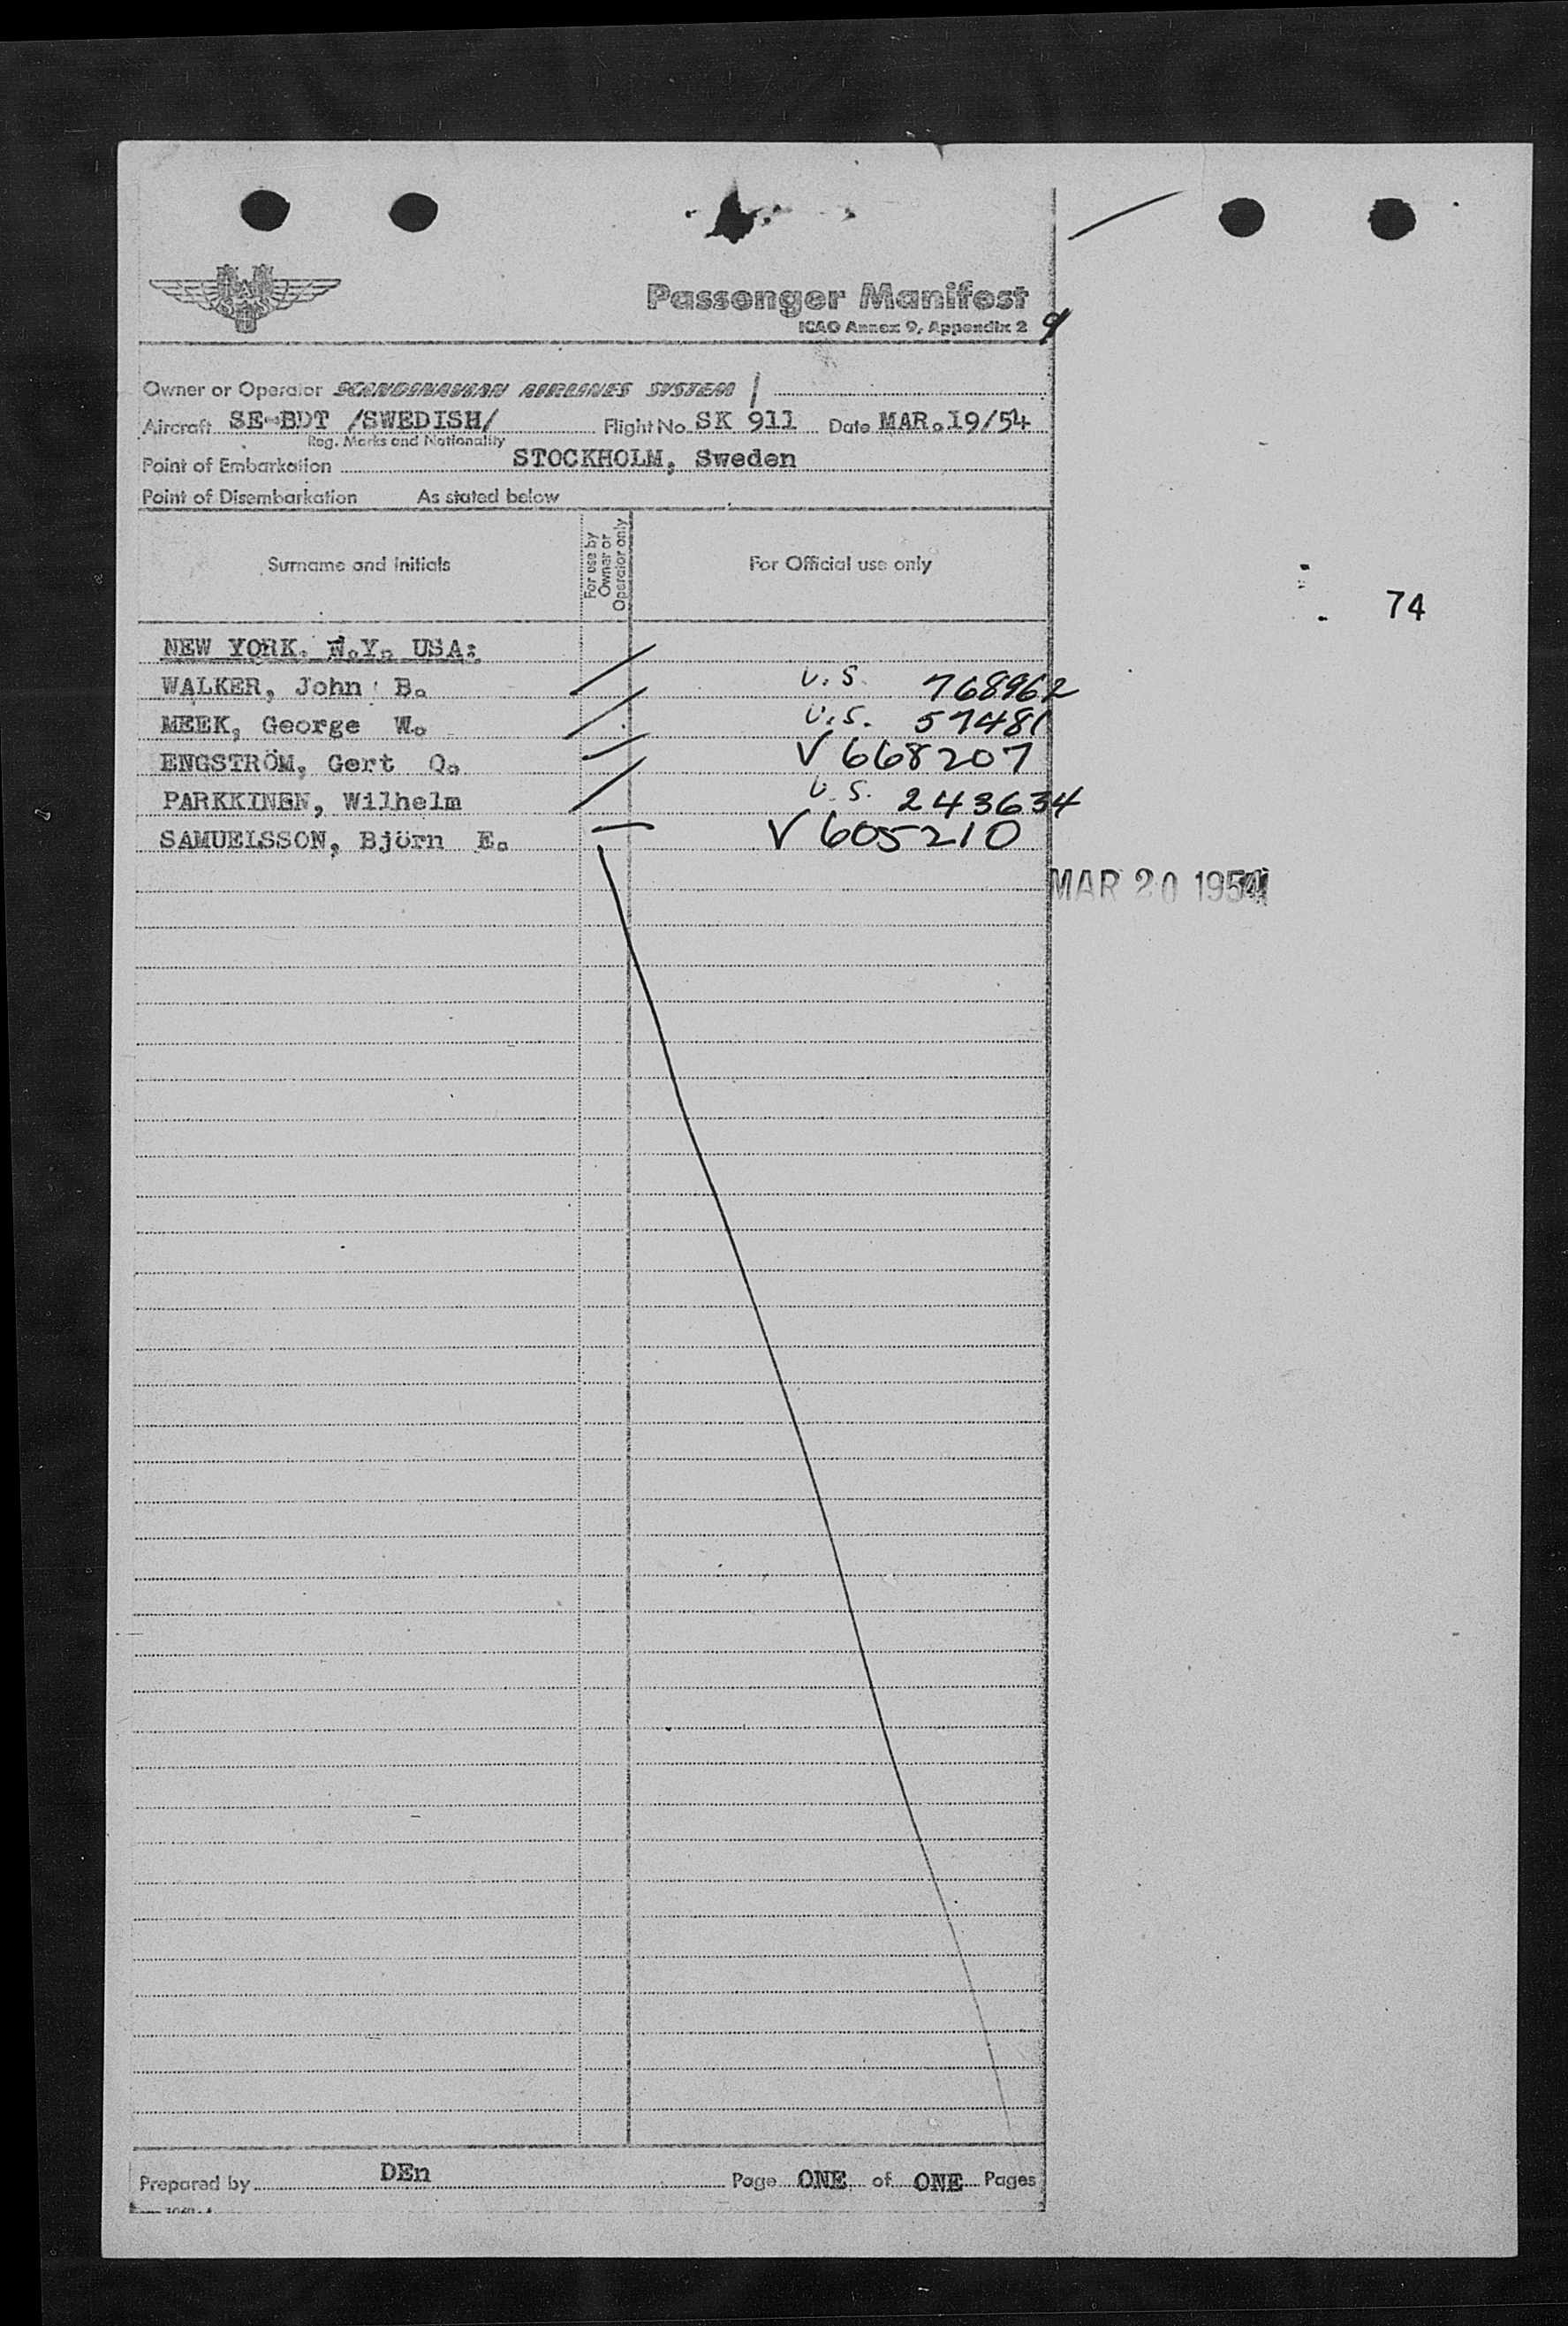 Passenger Manifest
ICAO Annex 9, Appendix 2
9
Owner or Operator SCANDINAVIAN AIRLINES SYSTEM
Aircraft SE-BDT /SWEDISH/ Flight No. SK 911 Date MAR.19/54
Reg. Marks and Nationality
Point of Embarkation STOCKHOLM, Sweden
Point of Disembarkation As stated below
Surname and Initials
For use by Owner or Operator only
For Official use only
74
NEW YORK. N.Y. USA:
WALKER, John B. U.S. 768962
MEEK, George W. U.S. 57481
ENGSTRÖM, Gert Q. V 668207
PARKKINEN, Wilhelm U.S. 243634
SAMUELSSON, Björn E. V 605210
MAR 20 1954
Prepared by DEn Page ONE of ONE Pages